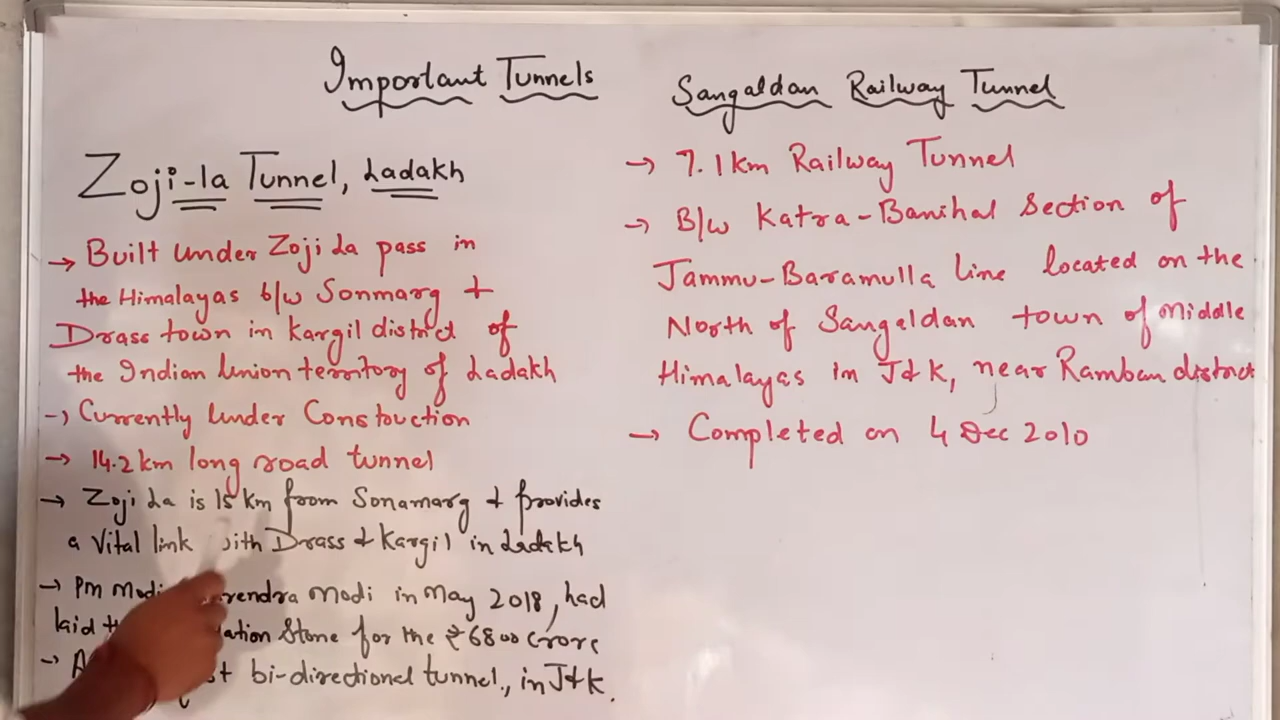 Important Tunnels
Zoji-la Tunnel, Ladakh
→ Built under Zoji La pass in
the Himalayas b/w Sonmarg &
Drass town in Kargil district of
the Indian Union territory of Ladakh
→ Currently under Constouction
→ 14.2 km long road tunnel
→ Zoji La is 15 km from Sonamarg & provides
a vital link with Drass & Kargil in Ladakh
→ PM Modi Narendra Modi in May 2018, had
laid Stone for the ₹6800 crore
→ bi-directional tunnel, in J&K.
Sangaldan Railway Tunnel
→ 7.1 km Railway Tunnel
→ B/w Katra-Banihal Section of
Jammu-Baramulla line located on the
North of Sangaldan town of Middle
Himalayas in J&K, near Ramban district
→ Completed on 4 Dec 2010